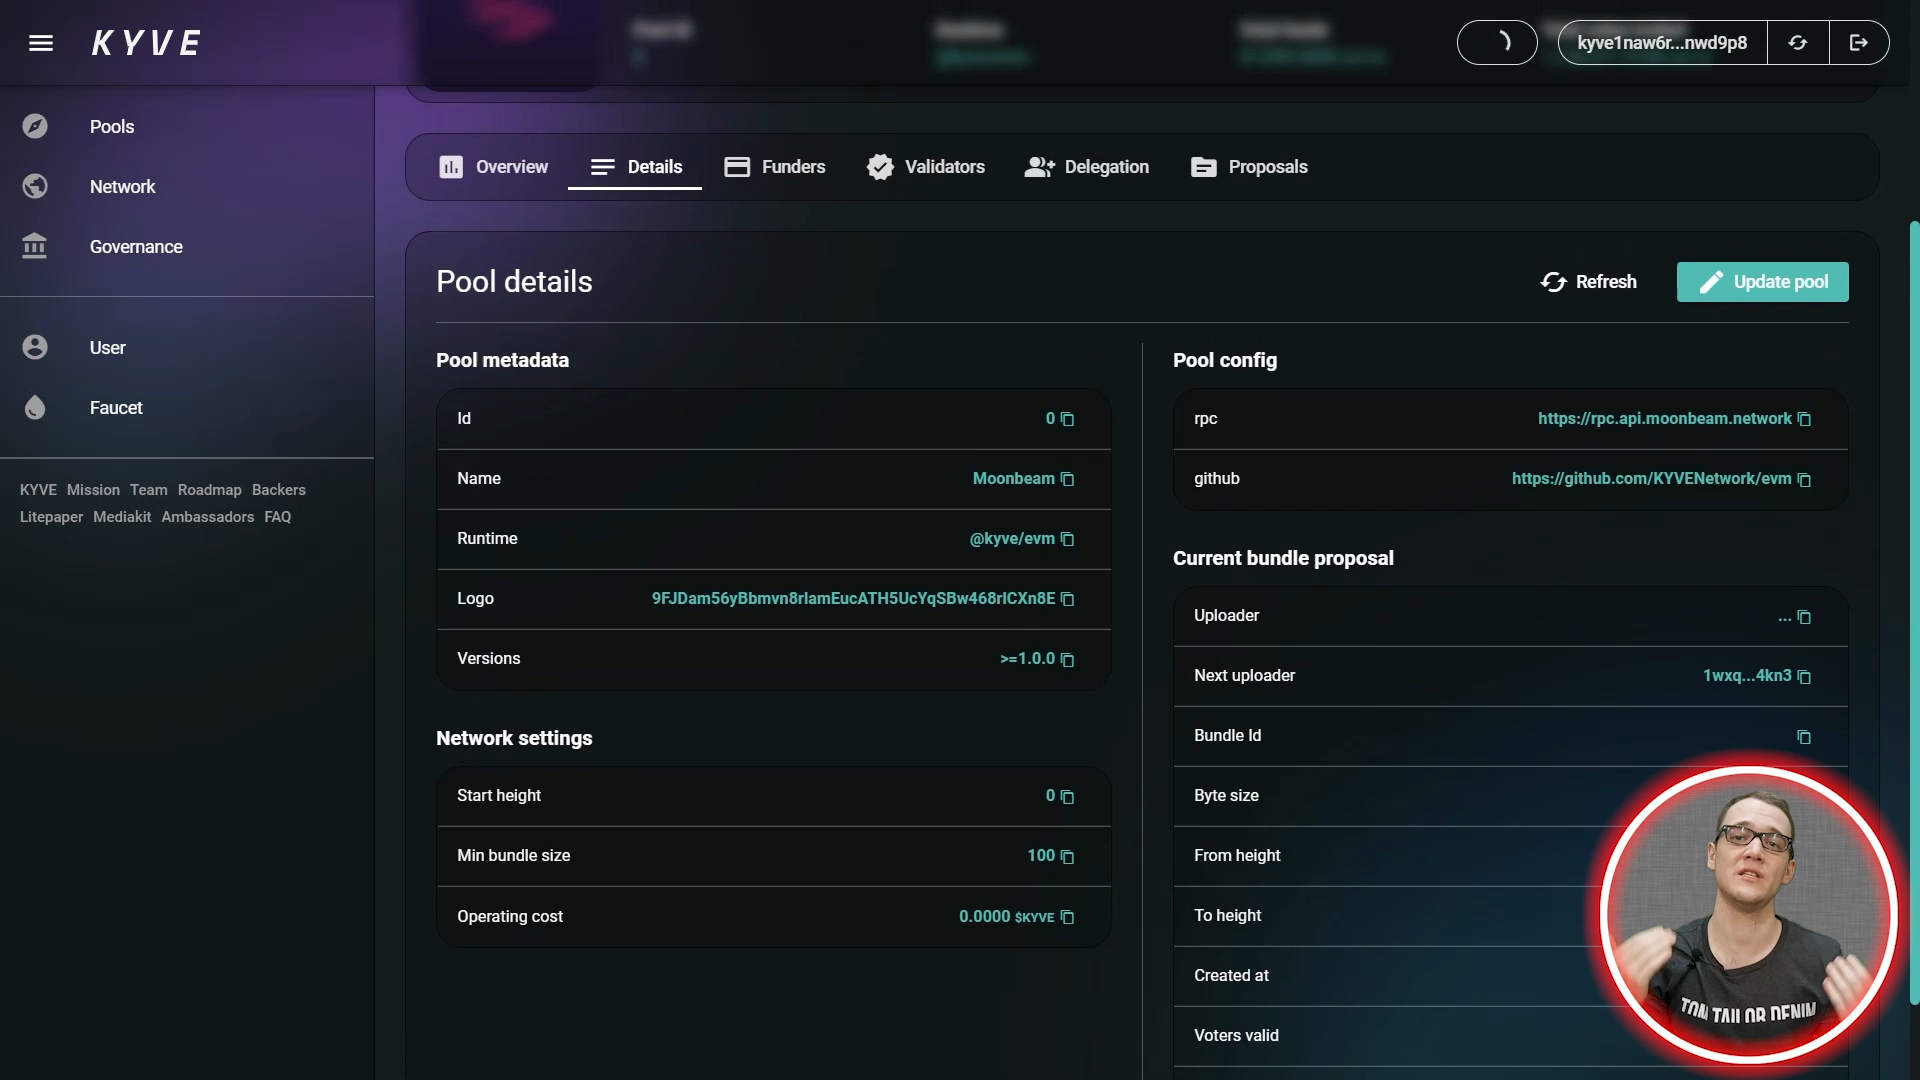 KYVE
kyve1naw6r...nwd9p8
Pools
Network
Governance
User
Faucet
KYVE Mission Team Roadmap Backers
Litepaper Mediakit Ambassadors FAQ
Overview
Details
Funders
Validators
Delegation
Proposals
Pool details
Refresh
Update pool
Pool metadata
Id 0
Name Moonbeam
Runtime @kyve/evm
Logo 9FJDam56yBbmvn8rlamEucATH5UcYqSBw468rlCXn8E
Versions >=1.0.0
Network settings
Start height 0
Min bundle size 100
Operating cost 0.0000 $KYVE
Pool config
rpc https://rpc.api.moonbeam.network
github https://github.com/KYVENetwork/evm
Current bundle proposal
Uploader ...
Next uploader 1wxq...4kn3
Bundle Id
Byte size
From height
To height
Created at
Voters valid
TOM TAILOR DENIM